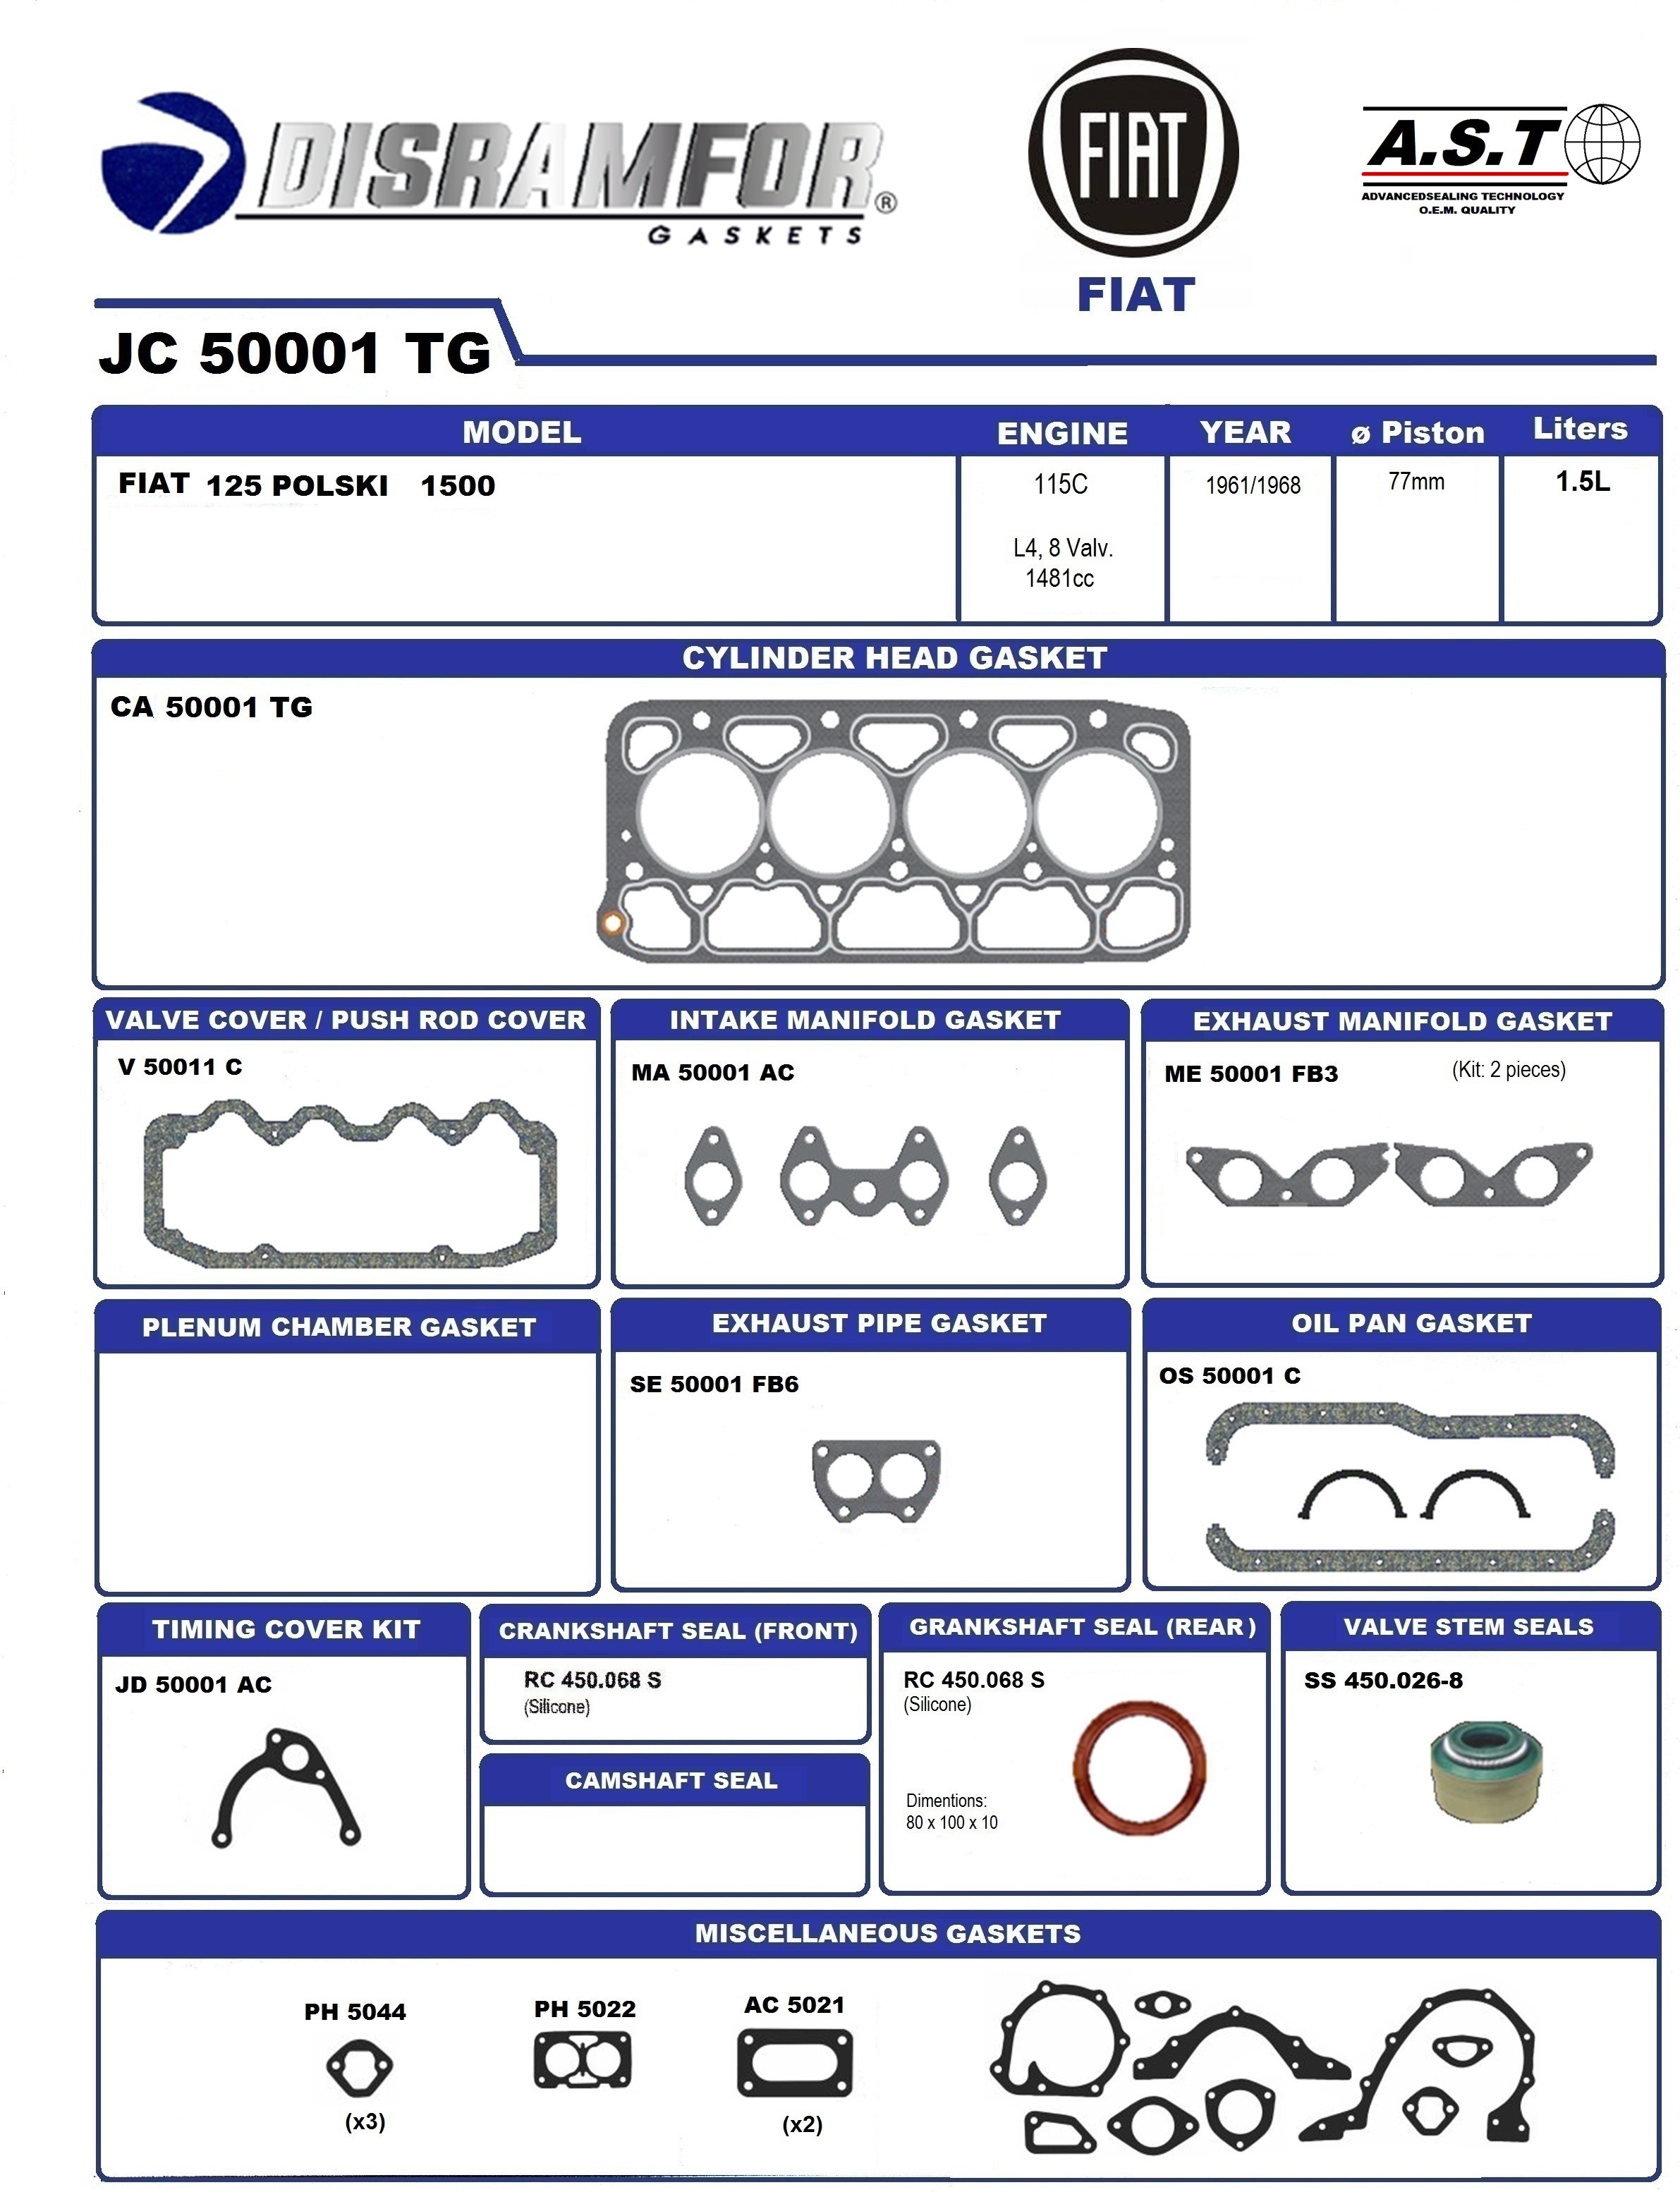 DISRAMFOR®
GASKETS
FIAT
FIAT
A.S.T
ADVANCEDSEALING TECHNOLOGY
O.E.M. QUALITY
JC 50001 TG
MODEL ENGINE YEAR ø Piston Liters
FIAT 125 POLSKI 1500 115C 1961/1968 77mm 1.5L
L4, 8 Valv.
1481cc
CYLINDER HEAD GASKET
CA 50001 TG
VALVE COVER / PUSH ROD COVER
V 50011 C
INTAKE MANIFOLD GASKET
MA 50001 AC
EXHAUST MANIFOLD GASKET
ME 50001 FB3 (Kit: 2 pieces)
PLENUM CHAMBER GASKET
EXHAUST PIPE GASKET
SE 50001 FB6
OIL PAN GASKET
OS 50001 C
TIMING COVER KIT
JD 50001 AC
CRANKSHAFT SEAL (FRONT)
RC 450.068 S
(Silicone)
CAMSHAFT SEAL
GRANKSHAFT SEAL (REAR)
RC 450.068 S
(Silicone)
Dimentions:
80 x 100 x 10
VALVE STEM SEALS
SS 450.026-8
MISCELLANEOUS GASKETS
PH 5044
(x3)
PH 5022
AC 5021
(x2)